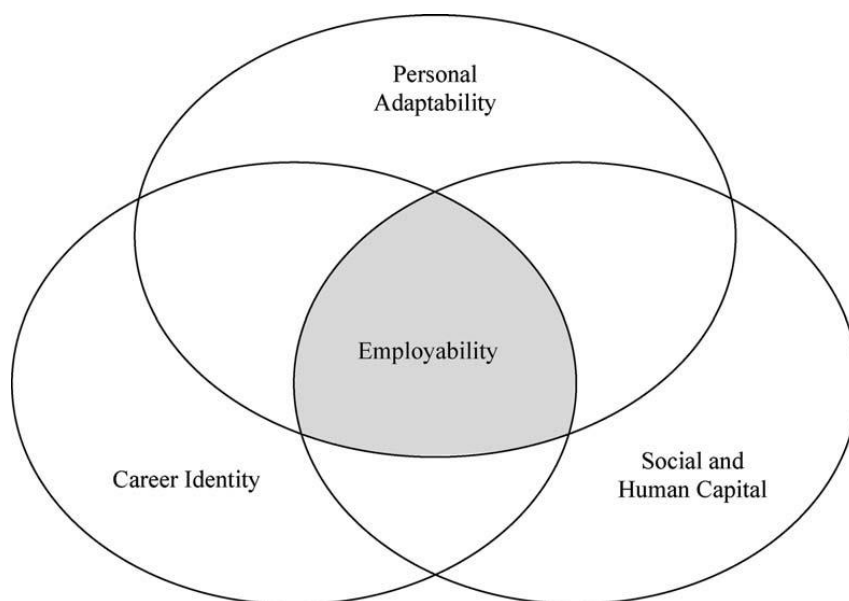 Personal
Adaptability
Employability
Career Identity
Social and
Human Capital